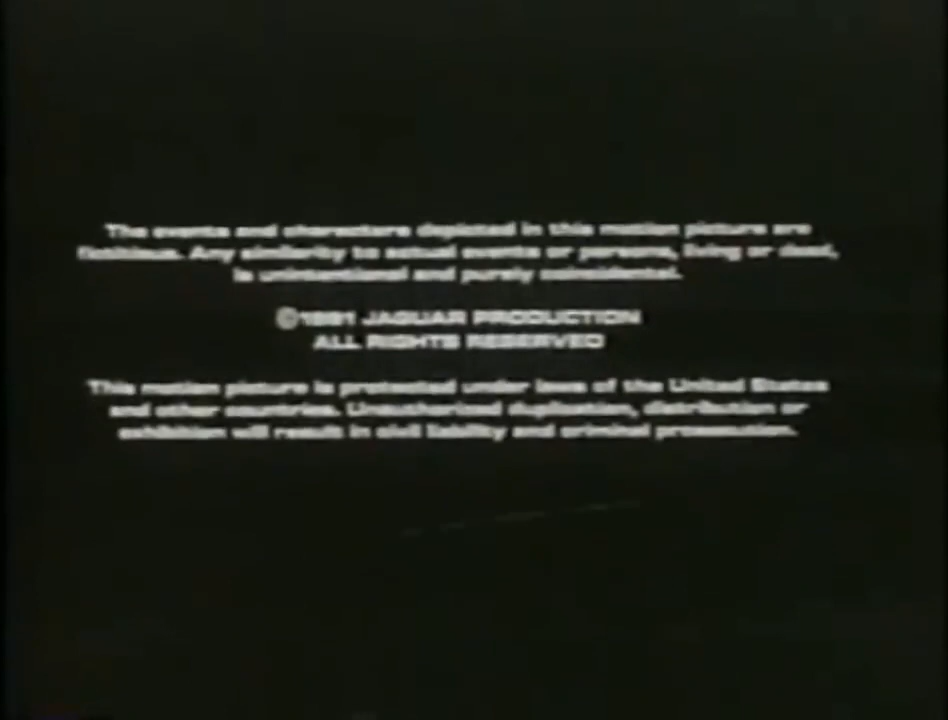 The events and characters depicted in this motion picture are
fictitious. Any similarity to actual events or persons, living or dead,
is unintentional and purely coincidental.
JAGUAR PRODUCTION
ALL RIGHTS RESERVED
This motion picture is protected under laws of the United States
and other countries. Unauthorized duplication, distribution or
exhibition will result in civil liability and criminal prosecution.